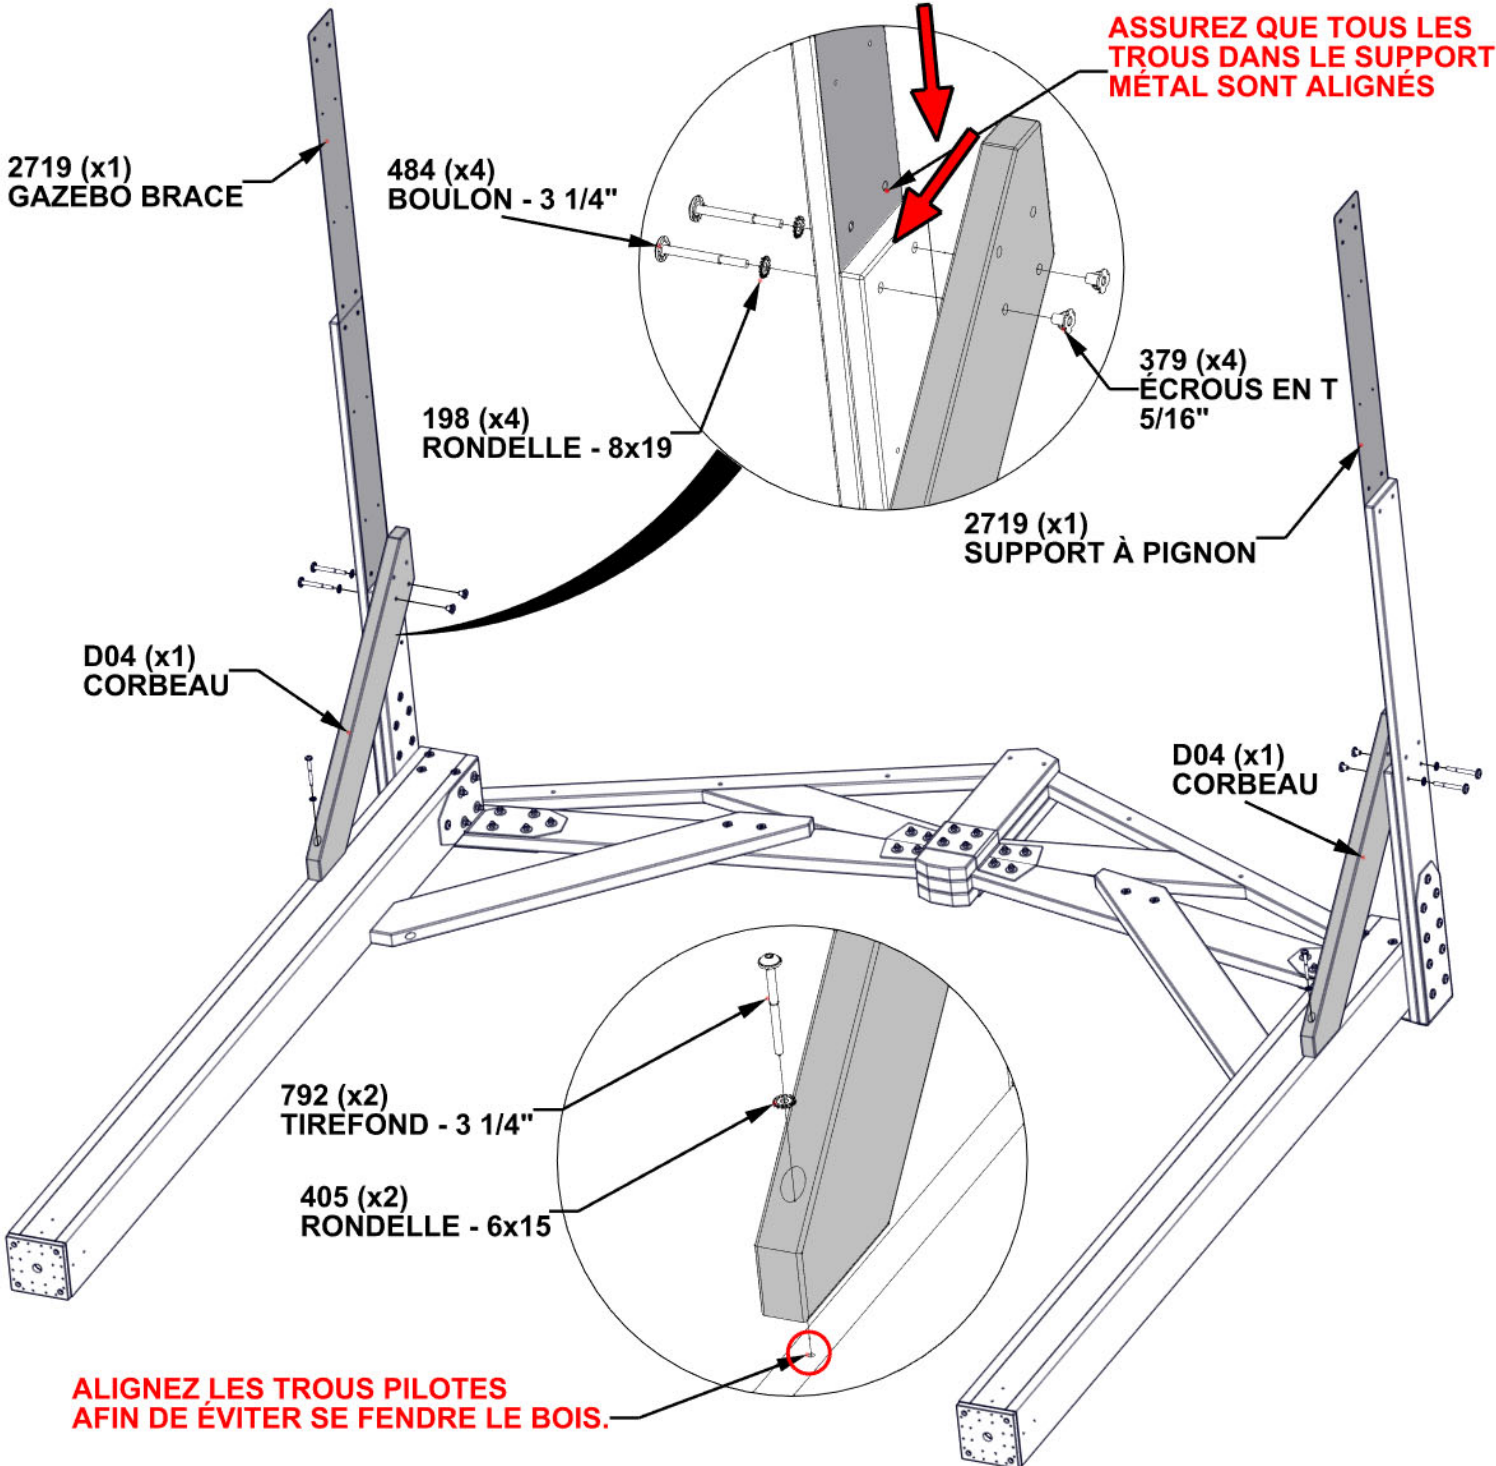 ASSUREZ QUE TOUS LES
TROUS DANS LE SUPPORT
MÉTAL SONT ALIGNÉS
2719 (x1)
GAZEBO BRACE
484 (x4)
BOULON - 3 1/4"
379 (x4)
ÉCROUS EN T
5/16"
198 (x4)
RONDELLE - 8x19
2719 (x1)
SUPPORT À PIGNON
D04 (x1)
CORBEAU
D04 (x1)
CORBEAU
792 (x2)
TIREFOND - 3 1/4"
405 (x2)
RONDELLE - 6x15
ALIGNEZ LES TROUS PILOTES
AFIN DE ÉVITER SE FENDRE LE BOIS.